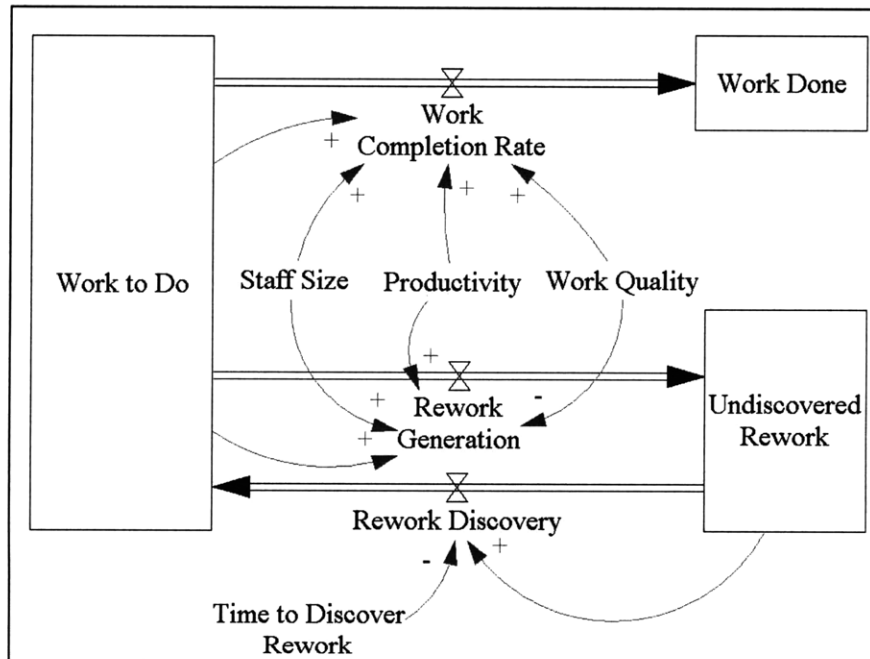 Work Done
Work
Completion Rate
+
+
+
+
Work to Do
Staff Size
Productivity
Work Quality
+
-
+
+
Rework
Generation
Undiscovered
Rework
Rework Discovery
-
+
Time to Discover
Rework